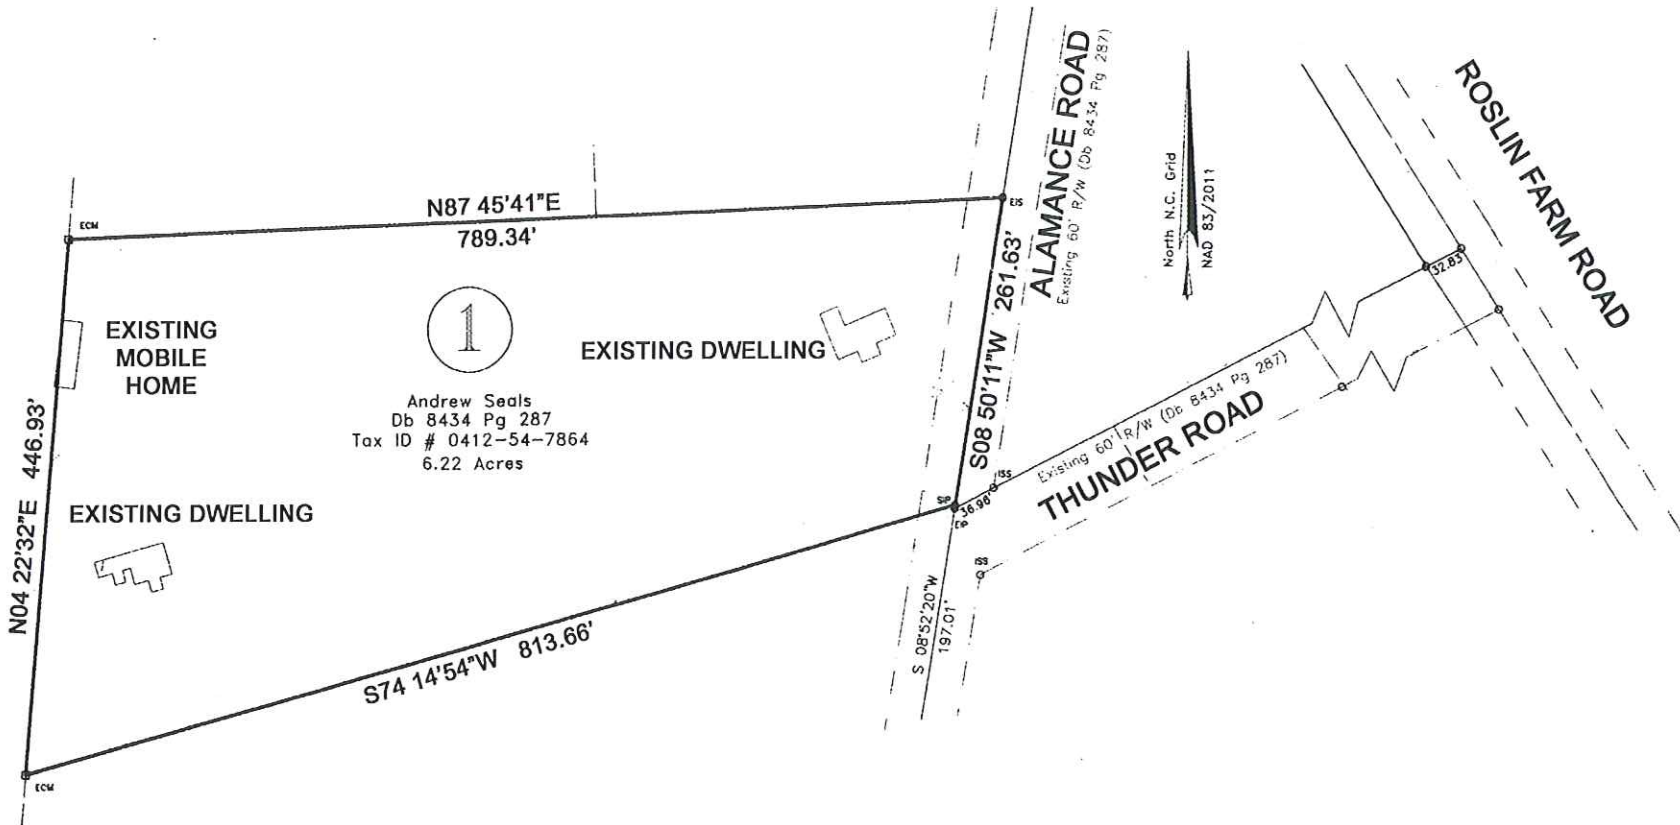 ROSLIN FARM ROAD
ALAMANCE ROAD
Existing 60' R/W (Db 8434 Pg 287)
North N.C. Grid
NAD 83/2011
N87 45'41"E
789.34'
ECM
EIS
S08 50'11"W 261.63'
32.83'
1
EXISTING
MOBILE
HOME
EXISTING DWELLING
Andrew Seals
Db 8434 Pg 287
Tax ID # 0412-54-7864
6.22 Acres
N04 22'32"E 446.93'
EXISTING DWELLING
Existing 60' R/W (Db 8434 Pg 287)
THUNDER ROAD
ISS
SIP
36.98'
EIP
ISS
S 08°52'20"W
197.01'
S74 14'54"W 813.66'
ECM